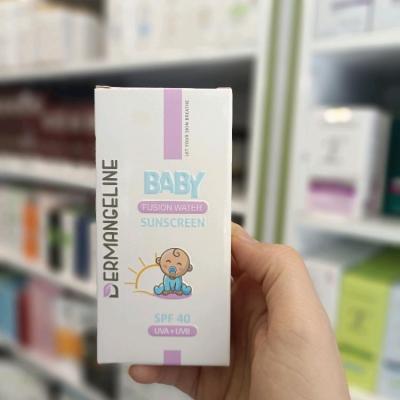 LET YOUR SKIN BREATHE
DERMANGELINE
BABY
FUSION WATER
SUNSCREEN
SPF 40
UVA + UVB